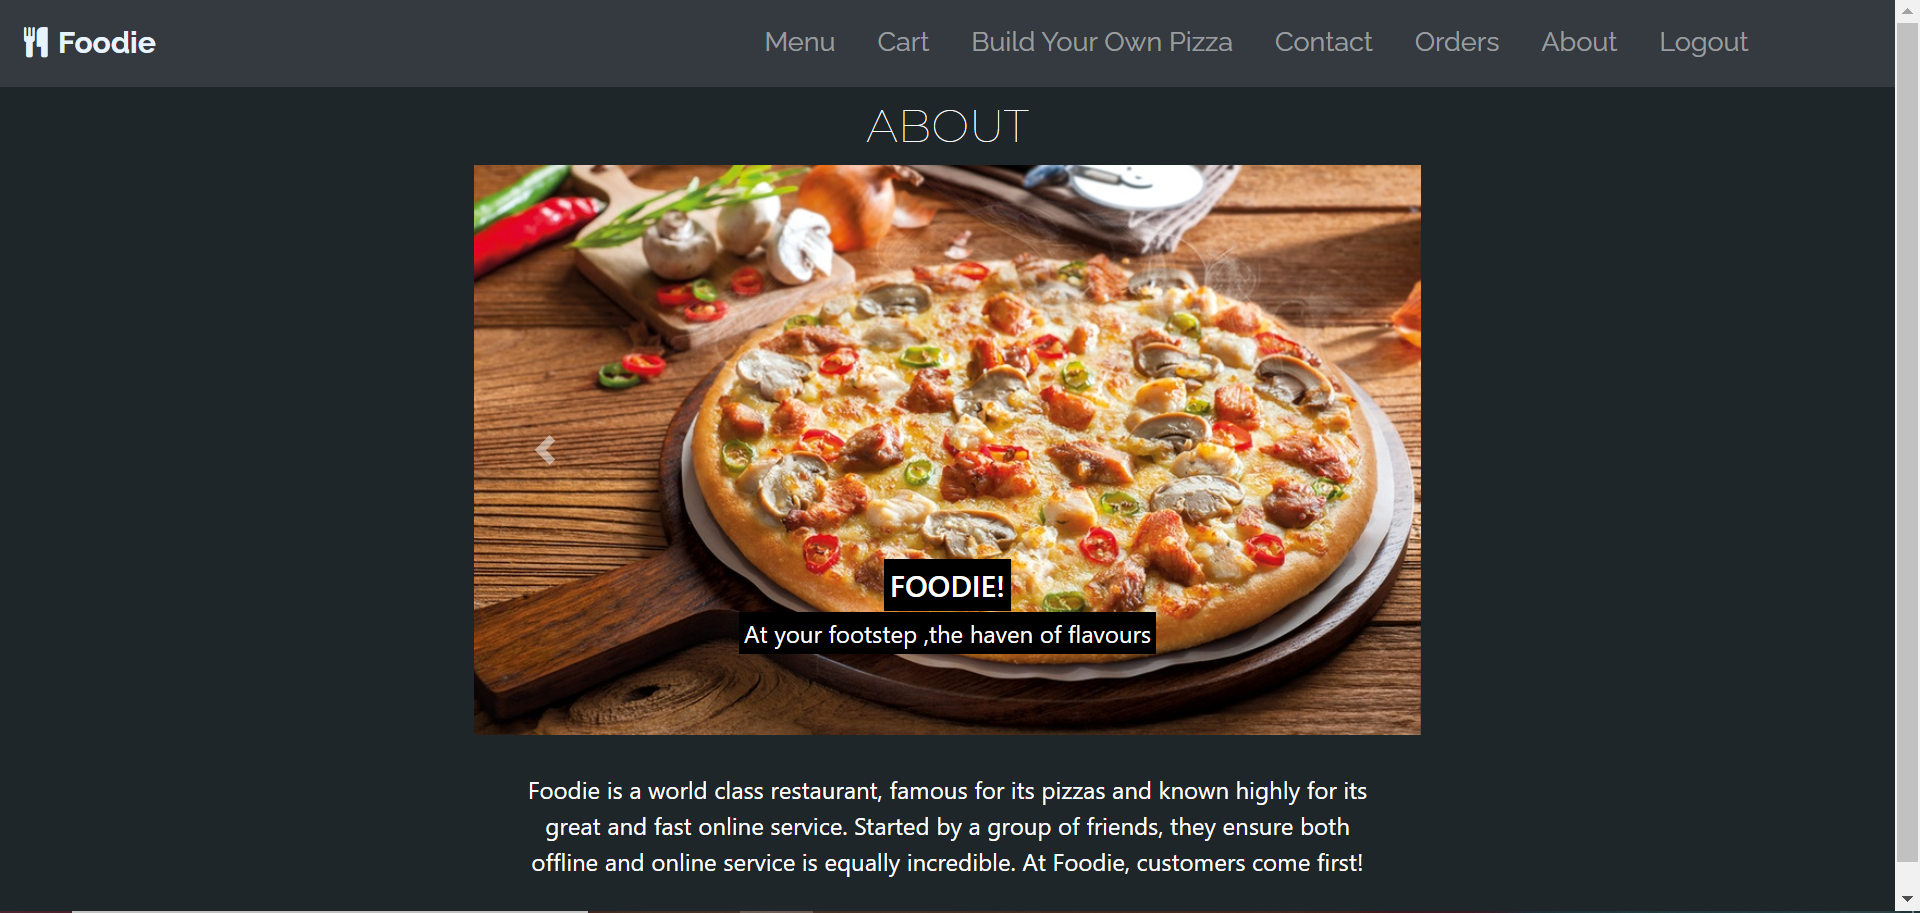 Foodie Menu Cart Build Your Own Pizza Contact Orders About Logout
ABOUT
FOODIE!
At your footstep ,the haven of flavours
Foodie is a world class restaurant, famous for its pizzas and known highly for its
great and fast online service. Started by a group of friends, they ensure both
offline and online service is equally incredible. At Foodie, customers come first!